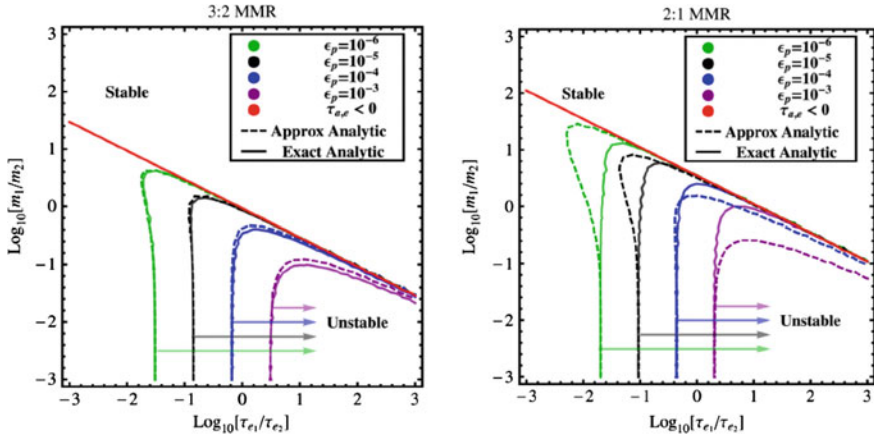 3:2 MMR
3
2
1
0
−1
−2
−3
−3 −2 −1 0 1 2 3
Log₁₀[m₁/m₂]
Log₁₀[τₑ₁/τₑ₂]
Stable
ϵₚ=10⁻⁶
ϵₚ=10⁻⁵
ϵₚ=10⁻⁴
ϵₚ=10⁻³
τₐ,ₑ < 0
Approx Analytic
Exact Analytic
Unstable
2:1 MMR
3
2
1
0
−1
−2
−3
−3 −2 −1 0 1 2 3
Log₁₀[m₁/m₂]
Log₁₀[τₑ₁/τₑ₂]
Stable
ϵₚ=10⁻⁶
ϵₚ=10⁻⁵
ϵₚ=10⁻⁴
ϵₚ=10⁻³
τₐ,ₑ < 0
Approx Analytic
Exact Analytic
Unstable